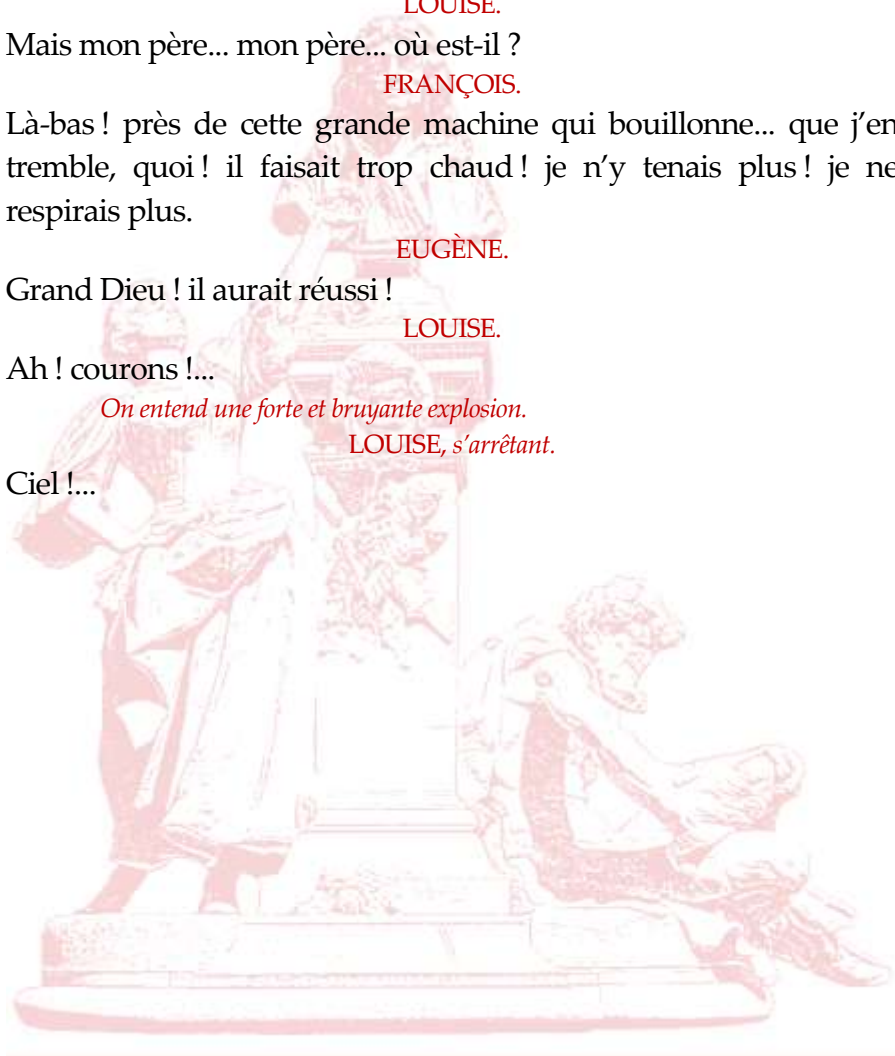 LOUISE.
Mais mon père... mon père... où est-il ?
FRANÇOIS.
Là-bas ! près de cette grande machine qui bouillonne... que j’en
tremble, quoi ! il faisait trop chaud ! je n’y tenais plus ! je ne
respirais plus.
EUGÈNE.
Grand Dieu ! il aurait réussi !
LOUISE.
Ah ! courons !...
On entend une forte et bruyante explosion.
LOUISE, s’arrêtant.
Ciel !...